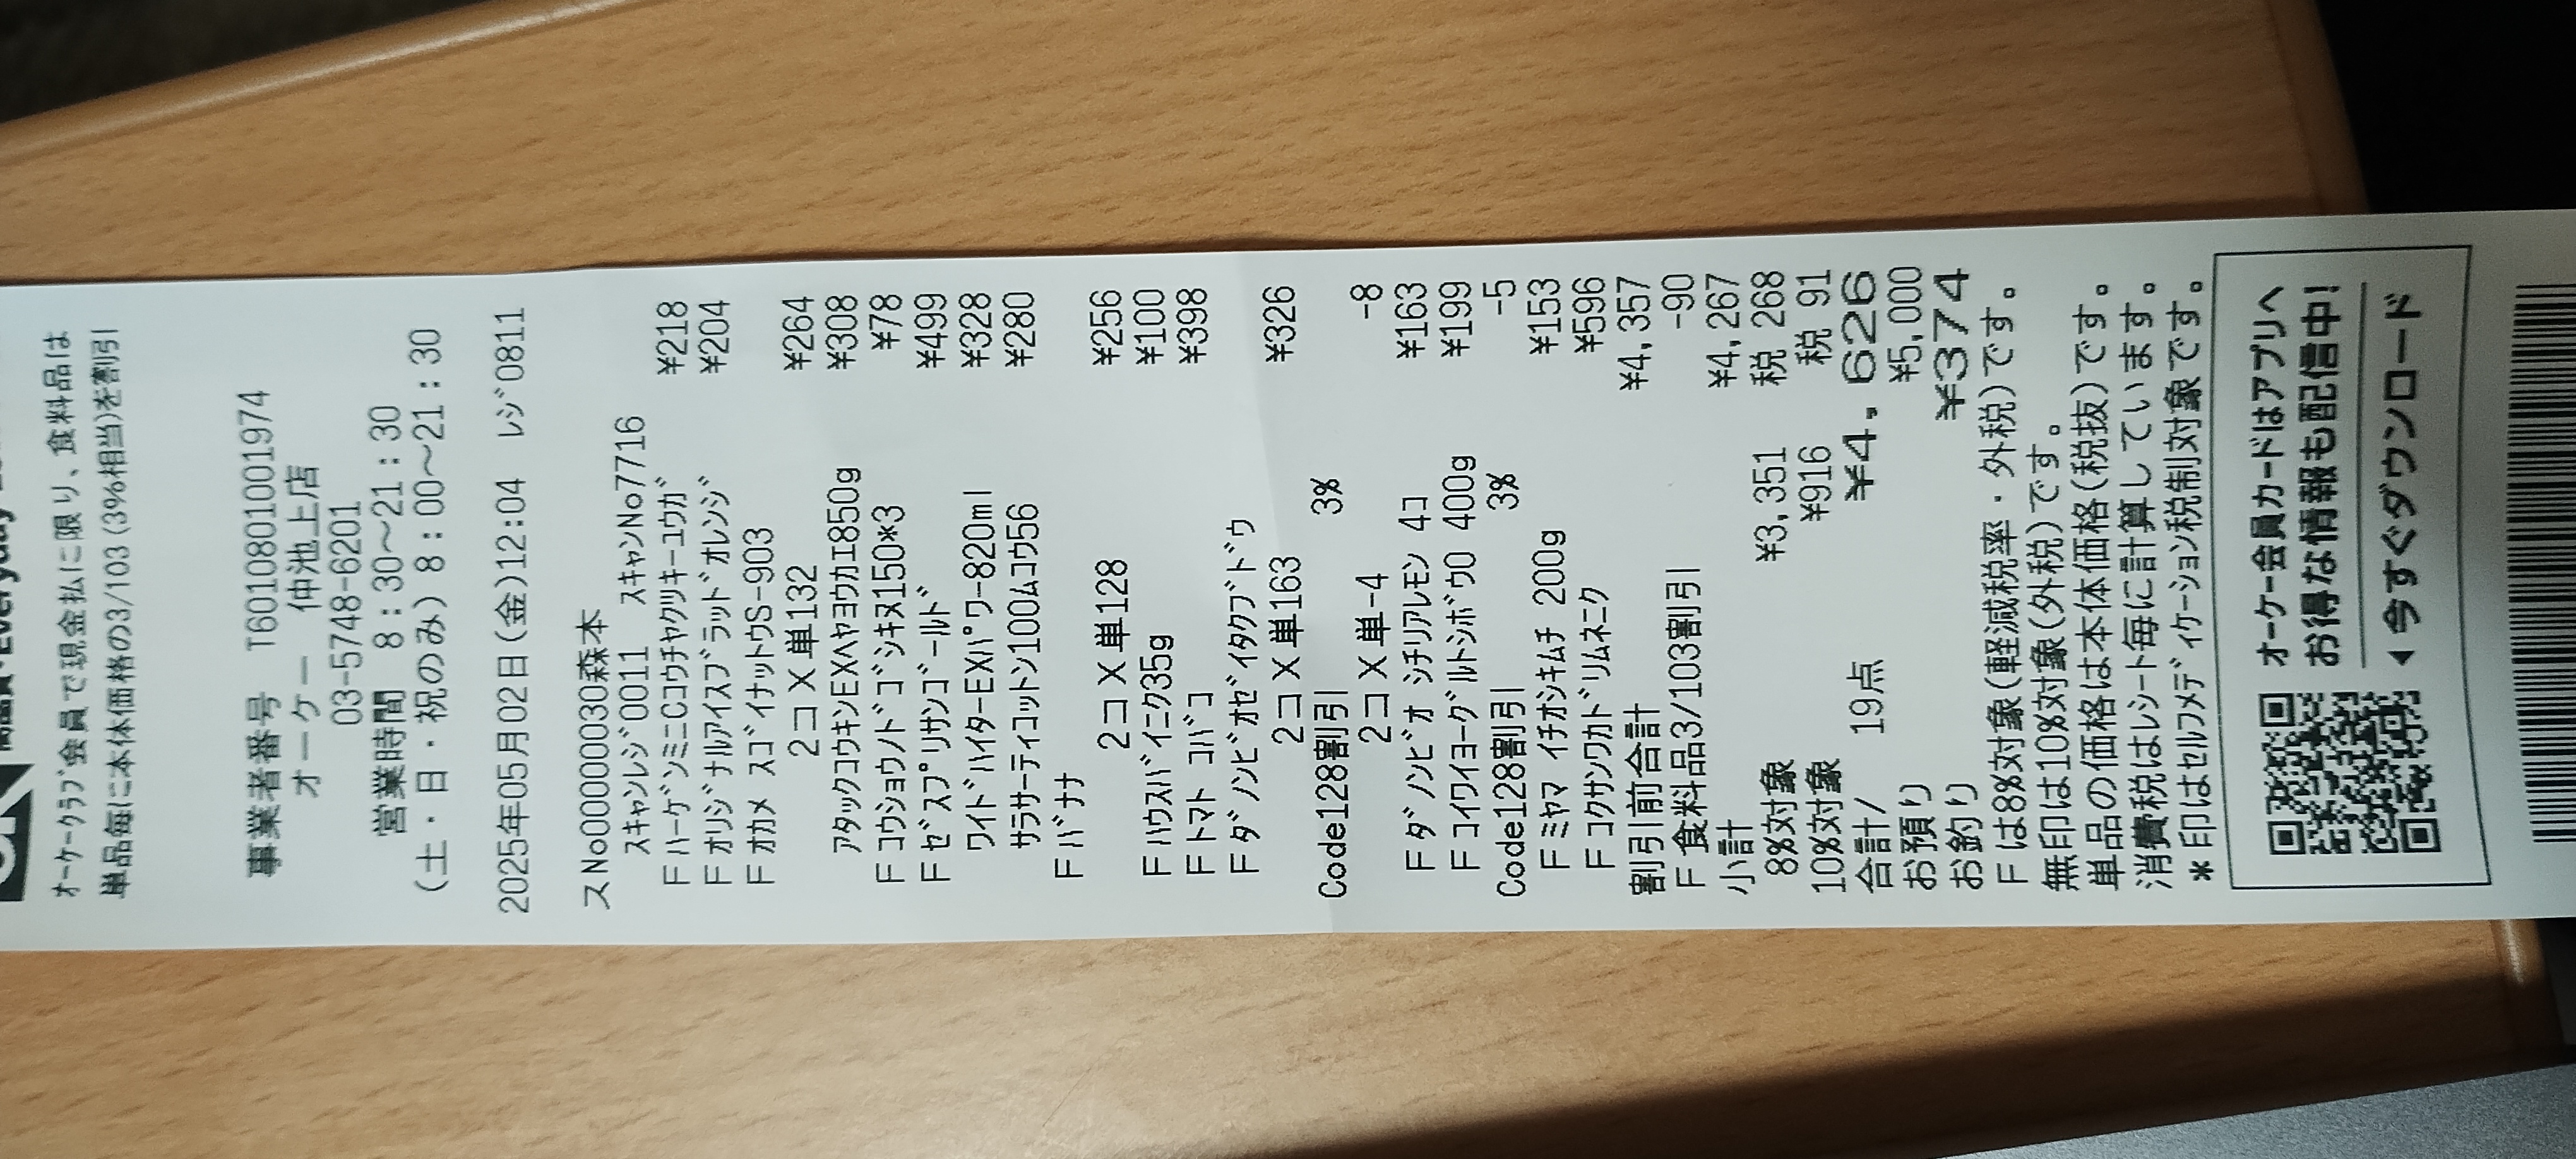 オーケークラブ会員で現金払に限り、食料品は
単品毎に本体価格の3/103(3%相当)を割引
事業者番号 T6010801001974
オーケー 仲池上店
03-5748-6201
営業時間 8:30～21:30
(土・日・祝のみ)8:00～21:30
2025年05月02日(金)12:04 ﾚｼﾞ0811
スNo00000030森本
ｽｷｬﾝﾚｼﾞ0011 ｽｷｬﾝNo7716
F ﾊｰｹﾞﾝﾐﾆCｺｳﾁﾔｸﾂｷｰﾕｳｶﾞ ¥218
F ｵﾘｼﾞﾅﾙｱｲｽﾌﾞﾗｯﾄﾞｵﾚﾝｼﾞ ¥204
F ｵｶﾒ ｽｺﾞｲﾅｯﾄｳS-903
2コX単132 ¥264
ｱﾀｯｸｺｳｷﾝEXﾍﾔﾖｳｶｴ850g ¥308
F ｺｳｼｮｳﾉﾄﾞｺﾞｼｷﾇ150*3 ¥78
F ｾﾞｽﾌﾟﾘｻﾝｺﾞｰﾙﾄﾞ ¥499
ﾜｲﾄﾞﾊｲﾀｰEXﾊﾟﾜｰ820ml ¥328
ｻﾗｻｰﾃｨｺｯﾄﾝ100ﾑｺｳ56 ¥280
F ﾊﾞﾅﾅ
2コX単128 ¥256
F ﾊｳｽﾊﾞｲﾆｸ35g ¥100
F ﾄﾏﾄ ｺﾊﾞｺ ¥398
F ﾀﾞﾉﾝﾋﾞｵｾﾞｲﾀｸﾌﾞﾄﾞｳ
2コX単163 ¥326
Code128割引 3%
2コX単-4 -8
F ﾀﾞﾉﾝﾋﾞｵ ｼﾁﾘｱﾚﾓﾝ 4ｺ ¥163
F ｺｲﾜｲﾖｰｸﾞﾙﾄｼﾎﾞｳ0 400g ¥199
Code128割引 3% -5
F ﾐﾔﾏ ｲﾁｵｼｷﾑﾁ 200g ¥153
F ｺｸｻﾝﾜｶﾄﾞﾘﾑﾈﾆｸ ¥596
割引前合計 ¥4,357
F 食料品3/103割引 -90
小計 ¥4,267
8%対象 ¥3,351 税 268
10%対象 ¥916 税 91
合計/ 19点 ¥4,626
お預り ¥5,000
お釣り ¥374
Fは8%対象(軽減税率・外税)です。
無印は10%対象(外税)です。
単品の価格は本体価格(税抜)です。
消費税はﾚｼｰﾄ毎に計算しています。
*印はｾﾙﾌﾒﾃﾞｨｹｰｼｮﾝ税制対象です。
オーケー会員カードはアプリへ
お得な情報も配信中!
◀今すぐダウンロード